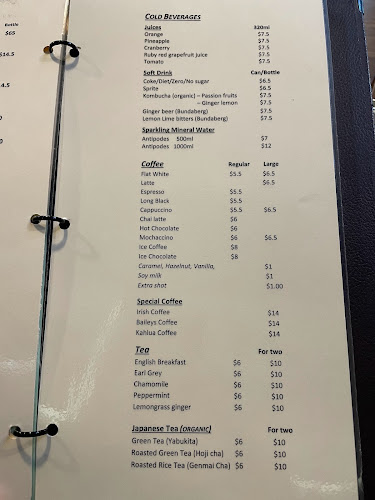 Bottle
$65
$14.5
4.5
0
COLD BEVERAGES
Juices 320ml
Orange $7.5
Pineapple $7.5
Cranberry $7.5
Ruby red grapefruit juice $7.5
Tomato $7.5
Soft Drink Can/Bottle
Coke/Diet/Zero/No sugar $6.5
Sprite $6.5
Kombucha (organic) – Passion fruits $7.5
– Ginger lemon $7.5
Ginger beer (Bundaberg) $7.5
Lemon Lime bitters (Bundaberg) $7.5
Sparkling Mineral Water
Antipodes 500ml $7
Antipodes 1000ml $12
Coffee Regular Large
Flat White $5.5 $6.5
Latte $6.5
Espresso $5.5
Long Black $5.5
Cappuccino $5.5 $6.5
Chai latte $6
Hot Chocolate $6
Mochaccino $6 $6.5
Ice Coffee $8
Ice Chocolate $8
Caramel, Hazelnut, Vanilla, $1
Soy milk $1
Extra shot $1.00
Special Coffee
Irish Coffee $14
Baileys Coffee $14
Kahlua Coffee $14
Tea For two
English Breakfast $6 $10
Earl Grey $6 $10
Chamomile $6 $10
Peppermint $6 $10
Lemongrass ginger $6 $10
Japanese Tea (ORGANIC) For two
Green Tea (Yabukita) $6 $10
Roasted Green Tea (Hoji cha) $6 $10
Roasted Rice Tea (Genmai Cha) $6 $10